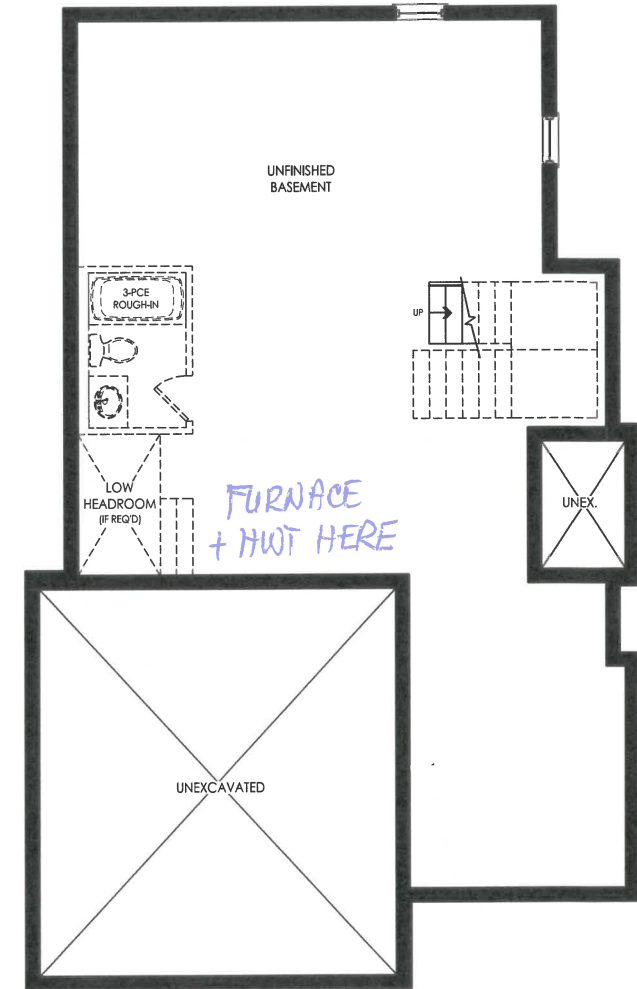 UNFINISHED
BASEMENT
3-PCE
ROUGH-IN
UP
LOW
HEADROOM
(IF REQ'D)
FURNACE
+ HWT HERE
UNEX.
UNEXCAVATED